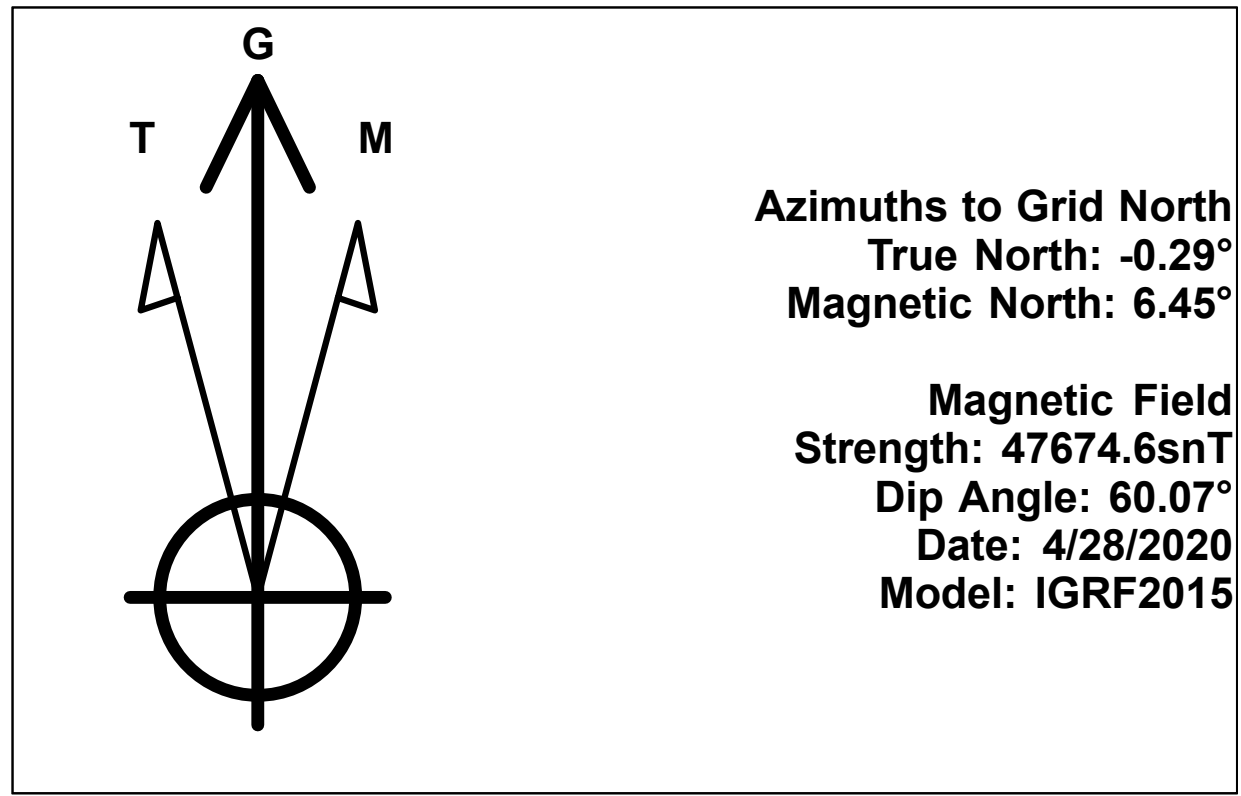 G
T
M
Azimuths to Grid North
True North: -0.29°
Magnetic North: 6.45°
Magnetic Field
Strength: 47674.6snT
Dip Angle: 60.07°
Date: 4/28/2020
Model: IGRF2015